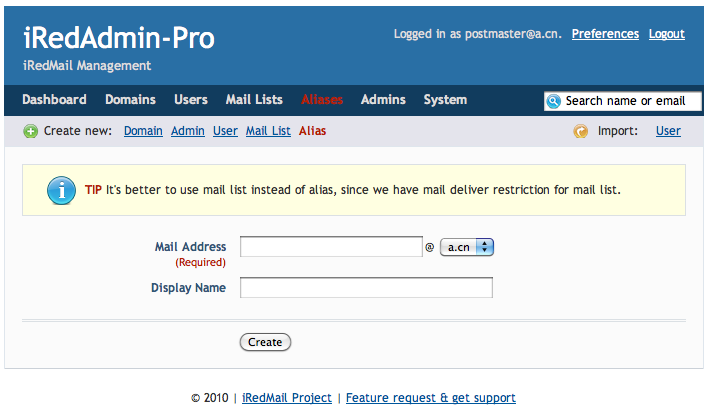 iRedAdmin-Pro
Logged in as postmaster@a.cn. Preferences Logout
iRedMail Management
Dashboard Domains Users Mail Lists Aliases Admins System Search name or email
Create new: Domain Admin User Mail List Alias Import: User
TIP It's better to use mail list instead of alias, since we have mail deliver restriction for mail list.
Mail Address @ a.cn
(Required)
Display Name
Create
© 2010 | iRedMail Project | Feature request & get support